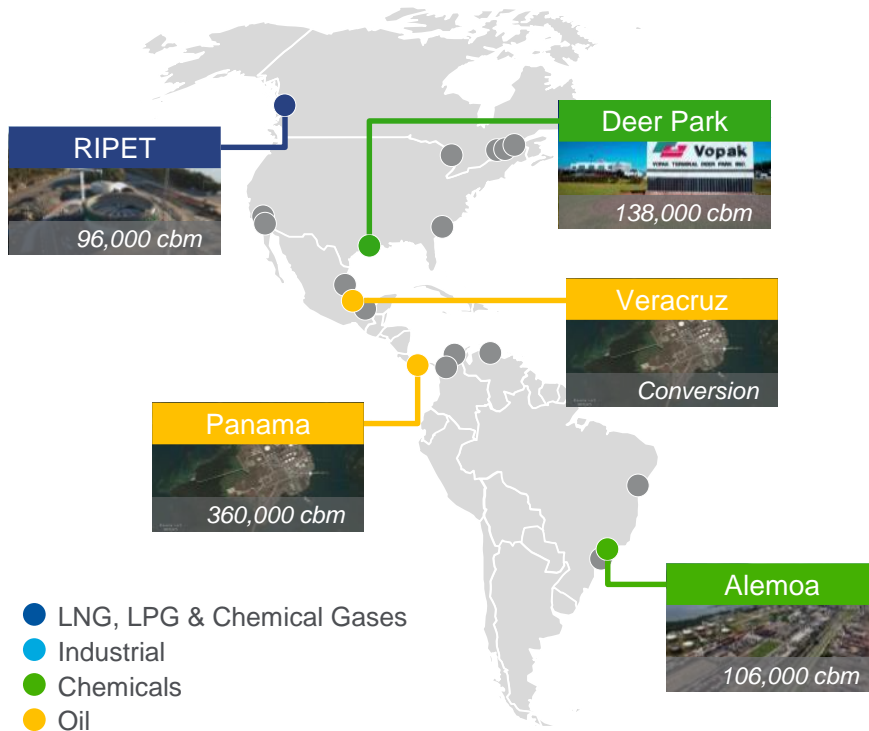 RIPET
96,000 cbm
Deer Park
Vopak
VOPAK TERMINAL DEER PARK INC.
138,000 cbm
Veracruz
Conversion
Panama
360,000 cbm
Alemoa
106,000 cbm
LNG, LPG & Chemical Gases
Industrial
Chemicals
Oil